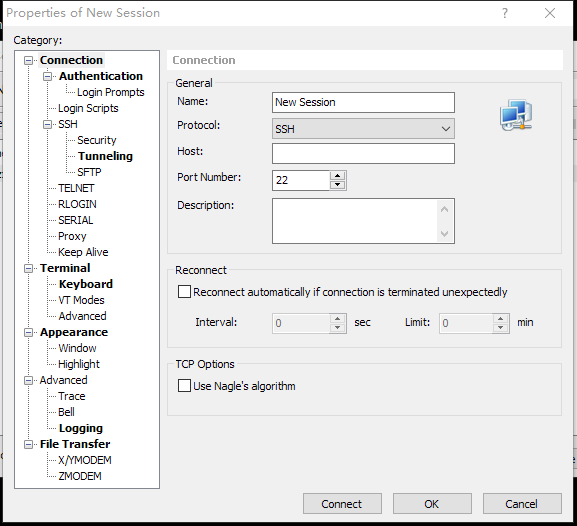 Properties of New Session
?
Category:
Connection
Authentication
Login Prompts
Login Scripts
SSH
Security
Tunneling
SFTP
TELNET
RLOGIN
SERIAL
Proxy
Keep Alive
Terminal
Keyboard
VT Modes
Advanced
Appearance
Window
Highlight
Advanced
Trace
Bell
Logging
File Transfer
X/YMODEM
ZMODEM
Connection
General
Name: New Session
Protocol: SSH
Host:
Port Number: 22
Description:
Reconnect
Reconnect automatically if connection is terminated unexpectedly
Interval: 0 sec Limit: 0 min
TCP Options
Use Nagle's algorithm
Connect OK Cancel